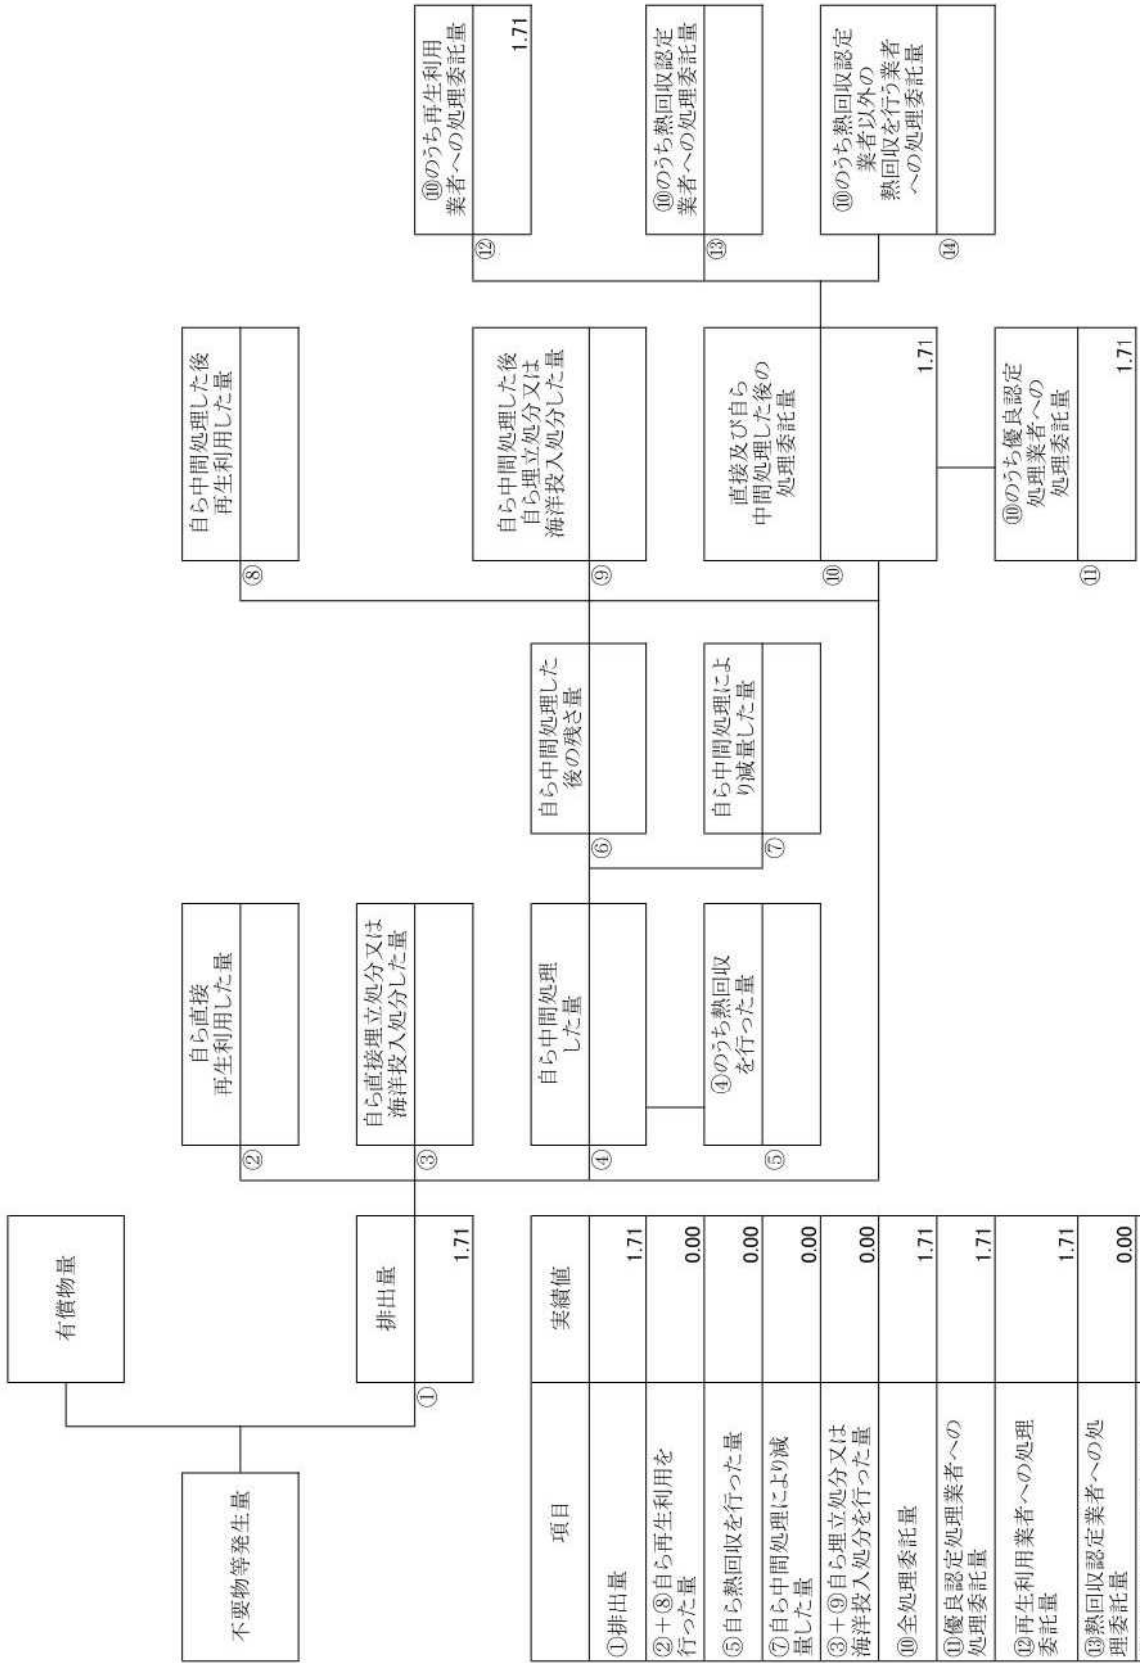 不要物等発生量
有償物量
排出量
①
1.71
自ら直接
再生利用した量
②
自ら直接埋立処分又は
海洋投入処分した量
③
自ら中間処理
した量
④
④のうち熱回収
を行った量
⑤
自ら中間処理した
後の残さ量
⑥
自ら中間処理によ
り減量した量
⑦
自ら中間処理した後
再生利用した量
⑧
自ら中間処理した後
自ら埋立処分又は
海洋投入処分した量
⑨
直接及び自ら
中間処理した後の
処理委託量
⑩
1.71
⑩のうち優良認定
処理業者への
処理委託量
⑪
1.71
⑩のうち再生利用
業者への処理委託量
⑫
1.71
⑩のうち熱回収認定
業者への処理委託量
⑬
⑩のうち熱回収認定
業者以外の
熱回収を行う業者
への処理委託量
⑭
項目 実績値
①排出量 1.71
②+⑧自ら再生利用を
行った量 0.00
⑤自ら熱回収を行った量 0.00
⑦自ら中間処理により減
量した量 0.00
③+⑨自ら埋立処分又は
海洋投入処分を行った量 0.00
⑩全処理委託量 1.71
⑪優良認定処理業者への
処理委託量 1.71
⑫再生利用業者への処理
委託量 1.71
⑬熱回収認定業者への処
理委託量 0.00